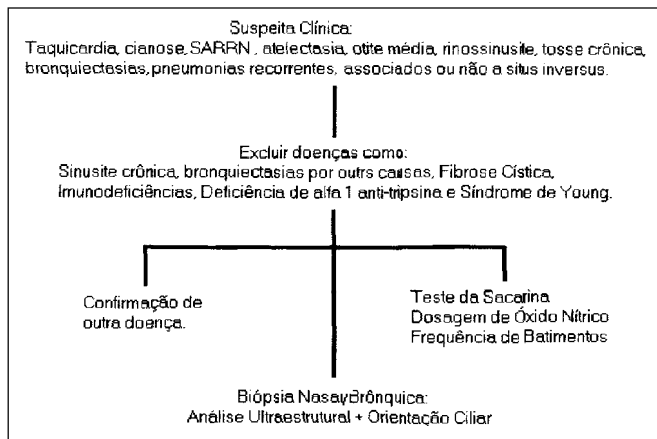 Suspeita Clínica:
Taquicardia, cianose, SARRN , atelectasia, otite média, rinossinusite, tosse crônica,
bronquiectasias, pneumonias recorrentes, associados ou não a situs inversus.
Excluir doenças como:
Sinusite crônica, bronquiectasias por outrs causas, Fibrose Cística,
Imunodeficiências, Deficiência de alfa 1 anti-tripsina e Síndrome de Young.
Confirmação de
outra doença.
Teste da Sacarina
Dosagem de Óxido Nítrico
Frequência de Batimentos
Biópsia Nasay/Brônquica:
Análise Ultraestrutural + Orientação Ciliar